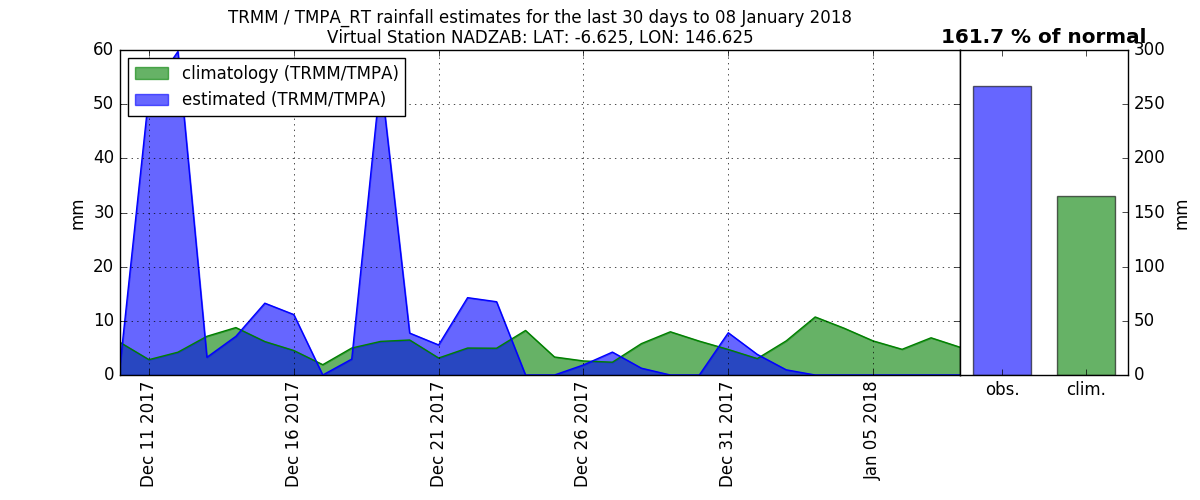 TRMM / TMPA_RT rainfall estimates for the last 30 days to 08 January 2018
Virtual Station NADZAB: LAT: -6.625, LON: 146.625
161.7 % of normal
climatology (TRMM/TMPA)
estimated (TRMM/TMPA)
60
50
40
30
20
10
0
mm
300
250
200
150
100
50
0
mm
Dec 11 2017
Dec 16 2017
Dec 21 2017
Dec 26 2017
Dec 31 2017
Jan 05 2018
obs.
clim.